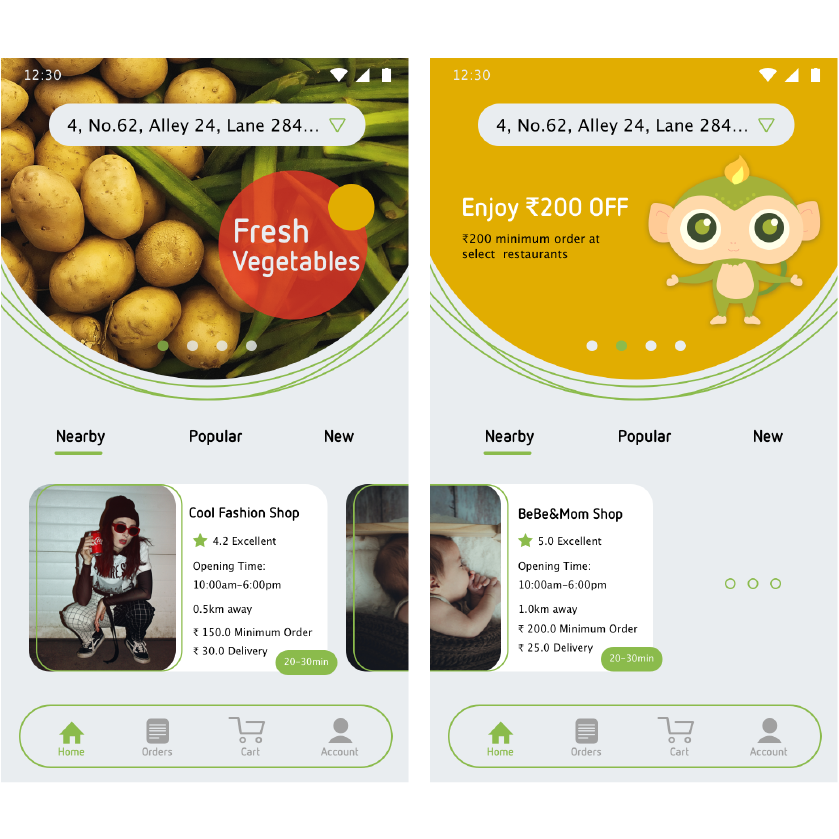 12:30
4, No.62, Alley 24, Lane 284...
Fresh
Vegetables
Nearby
Popular
New
Cool Fashion Shop
4.2 Excellent
Opening Time:
10:00am-6:00pm
0.5km away
₹ 150.0 Minimum Order
₹ 30.0 Delivery
20-30min
Home
Orders
Cart
Account
12:30
4, No.62, Alley 24, Lane 284...
Enjoy ₹200 OFF
₹200 minimum order at
select restaurants
Nearby
Popular
New
BeBe&Mom Shop
5.0 Excellent
Opening Time:
10:00am-6:00pm
1.0km away
₹ 200.0 Minimum Order
₹ 25.0 Delivery
20-30min
Home
Orders
Cart
Account